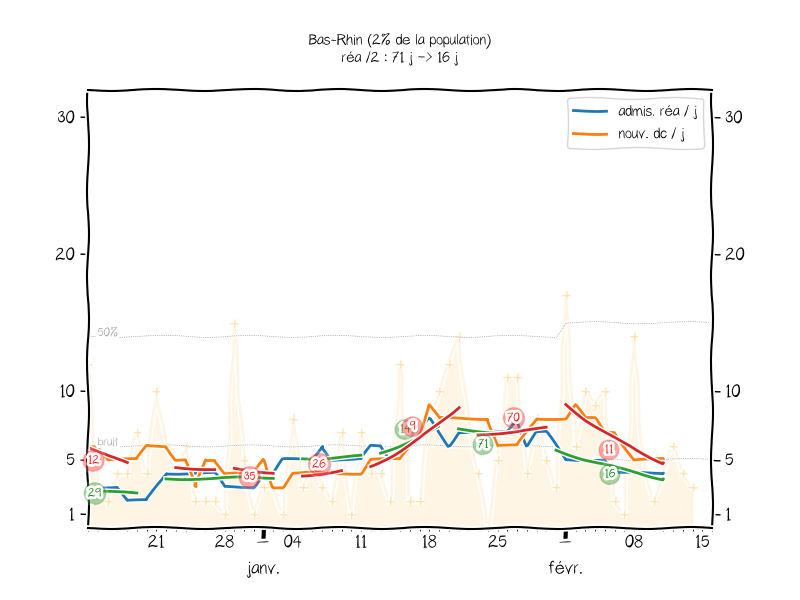 Bas-Rhin (2% de la population)
réa /2 : 71 j -> 16 j
admis. réa / j
nouv. dc / j
30 30
20 20
50%
10 10
bruit
5 5
1 1
12
29
35
26
9
71
70
11
16
21 28 04 11 18 25 08 15
janv. févr.